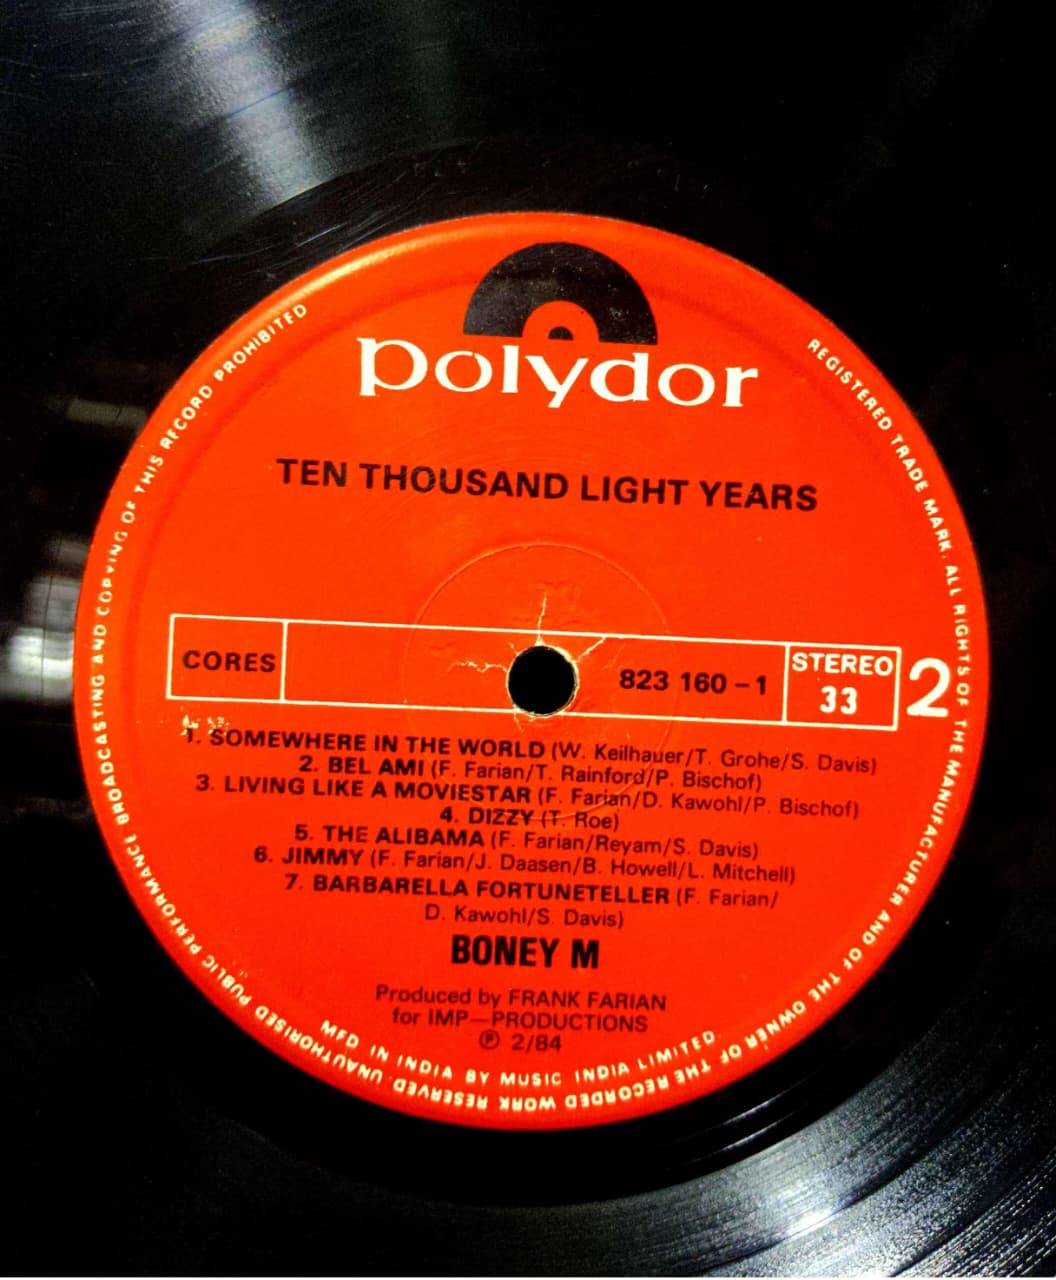 polydor
TEN THOUSAND LIGHT YEARS
CORES
823 160-1
STEREO
33
2
1. SOMEWHERE IN THE WORLD (W. Keilhauer/T. Grohe/S. Davis)
2. BEL AMI (F. Farian/T. Rainford/P. Bischof)
3. LIVING LIKE A MOVIESTAR (F. Farian/D. Kawohl/P. Bischof)
4. DIZZY (T. Roe)
5. THE ALIBAMA (F. Farian/Reyam/S. Davis)
6. JIMMY (F. Farian/J. Daasen/B. Howell/L. Mitchell)
7. BARBARELLA FORTUNETELLER (F. Farian/
D. Kawohl/S. Davis)
BONEY M
Produced by FRANK FARIAN
for IMP-PRODUCTIONS
℗ 2/84
MFD IN INDIA BY MUSIC INDIA LIMITED
REGISTERED TRADE MARK. ALL RIGHTS OF THE MANUFACTURER AND OF THE OWNER OF THE RECORDED WORK RESERVED. UNAUTHORISED PUBLIC PERFORMANCE BROADCASTING AND COPYING OF THIS RECORD PROHIBITED